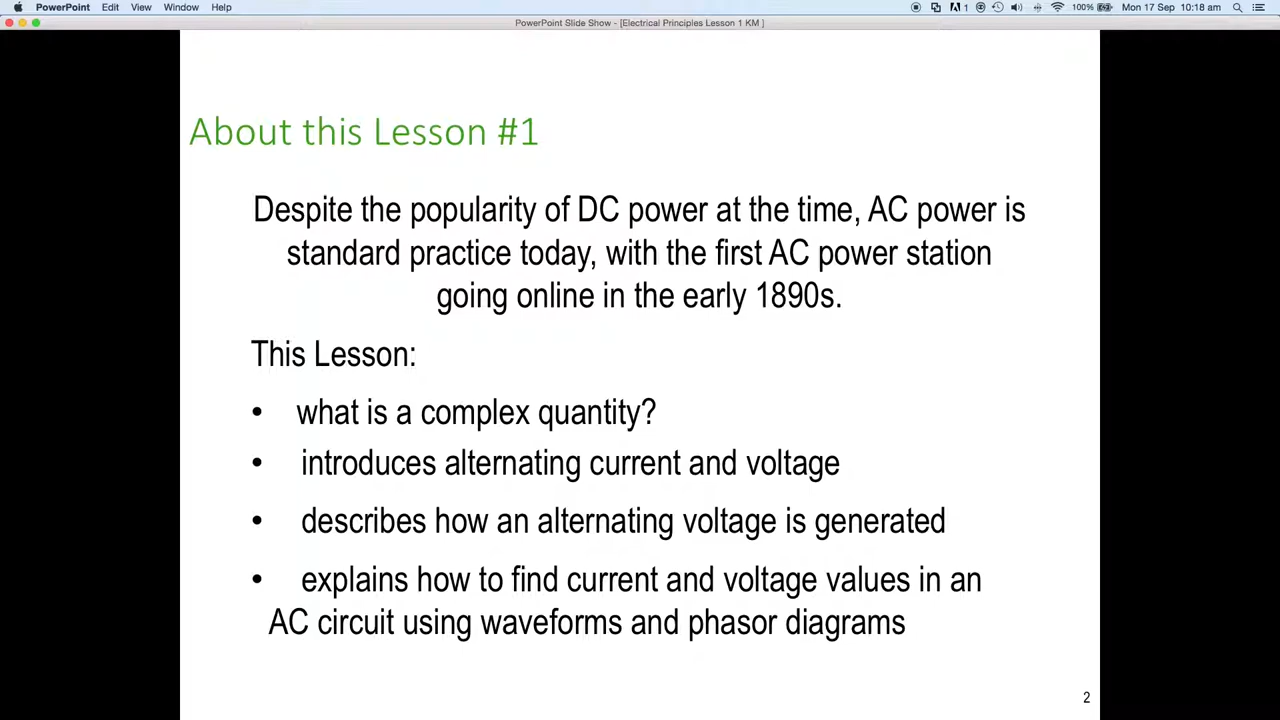 PowerPoint Edit View Window Help 1 100% Mon 17 Sep 10:18 am
PowerPoint Slide Show - [Electrical Principles Lesson 1 KM ]
About this Lesson #1
Despite the popularity of DC power at the time, AC power is
standard practice today, with the first AC power station
going online in the early 1890s.
This Lesson:
• what is a complex quantity?
• introduces alternating current and voltage
• describes how an alternating voltage is generated
• explains how to find current and voltage values in an
AC circuit using waveforms and phasor diagrams
2